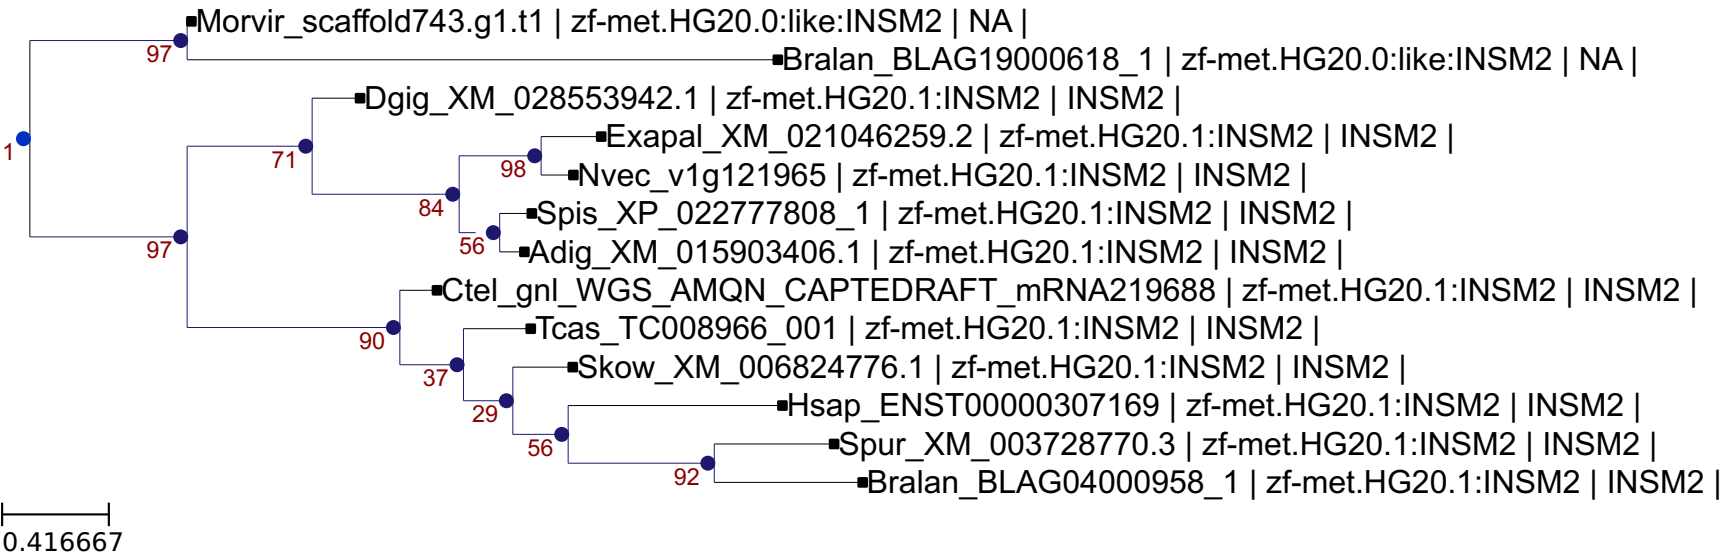 Morvir_scaffold743.g1.t1 | zf-met.HG20.0:like:INSM2 | NA |
97
Bralan_BLAG19000618_1 | zf-met.HG20.0:like:INSM2 | NA |
Dgig_XM_028553942.1 | zf-met.HG20.1:INSM2 | INSM2 |
Exapal_XM_021046259.2 | zf-met.HG20.1:INSM2 | INSM2 |
1
71
98
Nvec_v1g121965 | zf-met.HG20.1:INSM2 | INSM2 |
84
Spis_XP_022777808_1 | zf-met.HG20.1:INSM2 | INSM2 |
97
56
Adig_XM_015903406.1 | zf-met.HG20.1:INSM2 | INSM2 |
Ctel_gnl_WGS_AMQN_CAPTEDRAFT_mRNA219688 | zf-met.HG20.1:INSM2 | INSM2 |
90
Tcas_TC008966_001 | zf-met.HG20.1:INSM2 | INSM2 |
37
Skow_XM_006824776.1 | zf-met.HG20.1:INSM2 | INSM2 |
29
Hsap_ENST00000307169 | zf-met.HG20.1:INSM2 | INSM2 |
56
Spur_XM_003728770.3 | zf-met.HG20.1:INSM2 | INSM2 |
92
Bralan_BLAG04000958_1 | zf-met.HG20.1:INSM2 | INSM2 |
0.416667